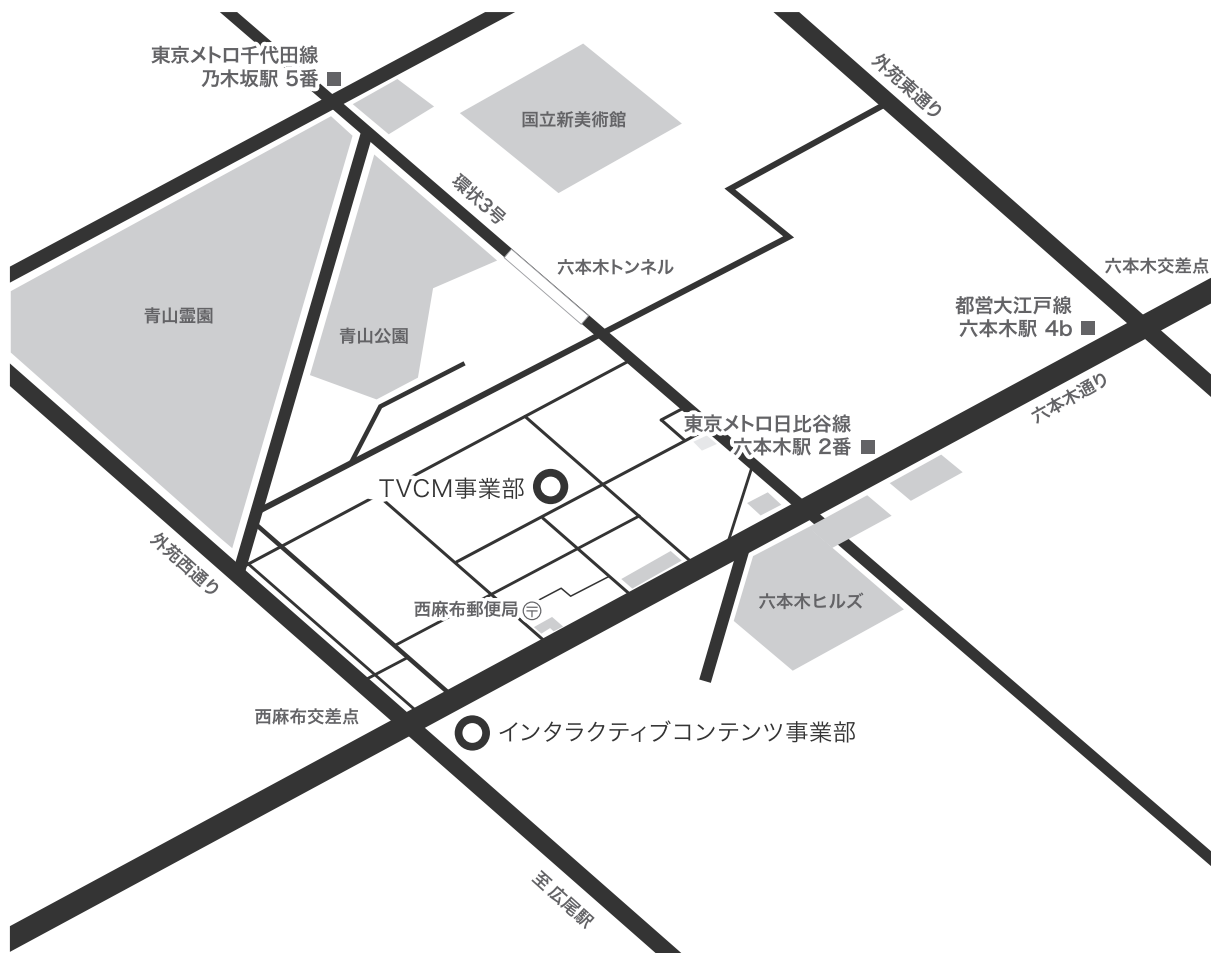 東京メトロ千代田線
乃木坂駅 5番
国立新美術館
外苑東通り
環状3号
六本木トンネル
六本木交差点
青山霊園
青山公園
都営大江戸線
六本木駅 4b
六本木通り
東京メトロ日比谷線
六本木駅 2番
TVCM事業部
外苑西通り
西麻布郵便局 〒
六本木ヒルズ
西麻布交差点
インタラクティブコンテンツ事業部
至 広尾駅